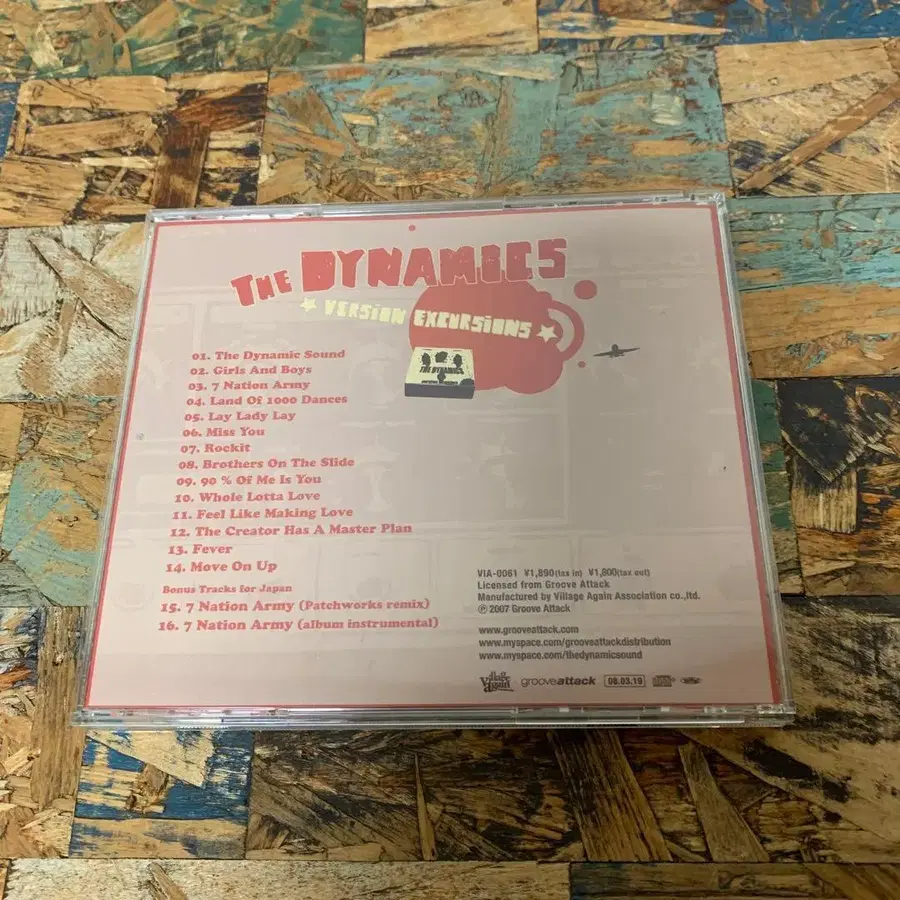 THE DYNAMICS
VERSION EXCURSIONS
THE DYNAMICS
01. The Dynamic Sound
02. Girls And Boys
03. 7 Nation Army
04. Land Of 1000 Dances
05. Lay Lady Lay
06. Miss You
07. Rockit
08. Brothers On The Slide
09. 90 % Of Me Is You
10. Whole Lotta Love
11. Feel Like Making Love
12. The Creator Has A Master Plan
13. Fever
14. Move On Up
Bonus Tracks for Japan
15. 7 Nation Army (Patchworks remix)
16. 7 Nation Army (album instrumental)
VIA-0061 ¥1,890(tax in) ¥1,800(tax out)
Licensed from Groove Attack
Manufactured by Village Again Association co.,ltd.
℗ 2007 Groove Attack
www.grooveattack.com
www.myspace.com/grooveattackdistribution
www.myspace.com/thedynamicsound
Village Again grooveattack 08.03.19